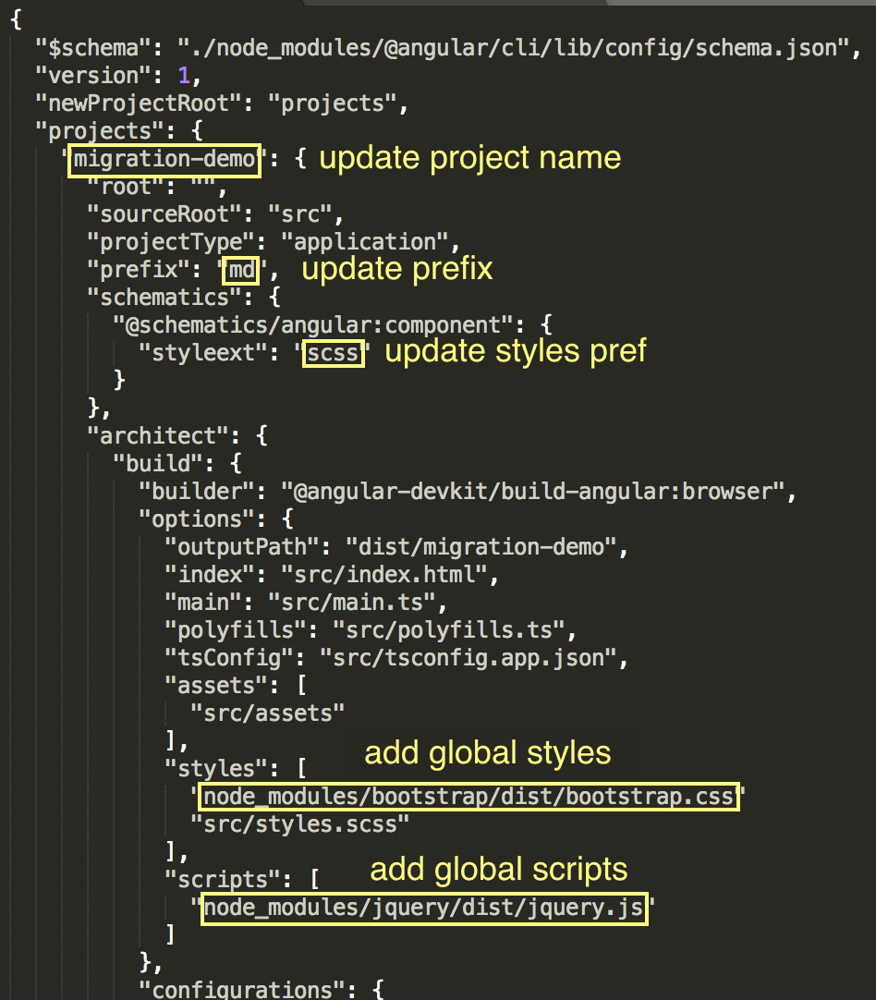 {
"$schema": "./node_modules/@angular/cli/lib/config/schema.json",
"version": 1,
"newProjectRoot": "projects",
"projects": {
"migration-demo": { update project name
"root": "",
"sourceRoot": "src",
"projectType": "application",
"prefix": "md", update prefix
"schematics": {
"@schematics/angular:component": {
"styleext": "scss" update styles pref
}
},
"architect": {
"build": {
"builder": "@angular-devkit/build-angular:browser",
"options": {
"outputPath": "dist/migration-demo",
"index": "src/index.html",
"main": "src/main.ts",
"polyfills": "src/polyfills.ts",
"tsConfig": "src/tsconfig.app.json",
"assets": [
"src/assets"
],
add global styles
"styles": [
"node_modules/bootstrap/dist/bootstrap.css"
"src/styles.scss"
],
add global scripts
"scripts": [
"node_modules/jquery/dist/jquery.js"
]
},
"configurations": {